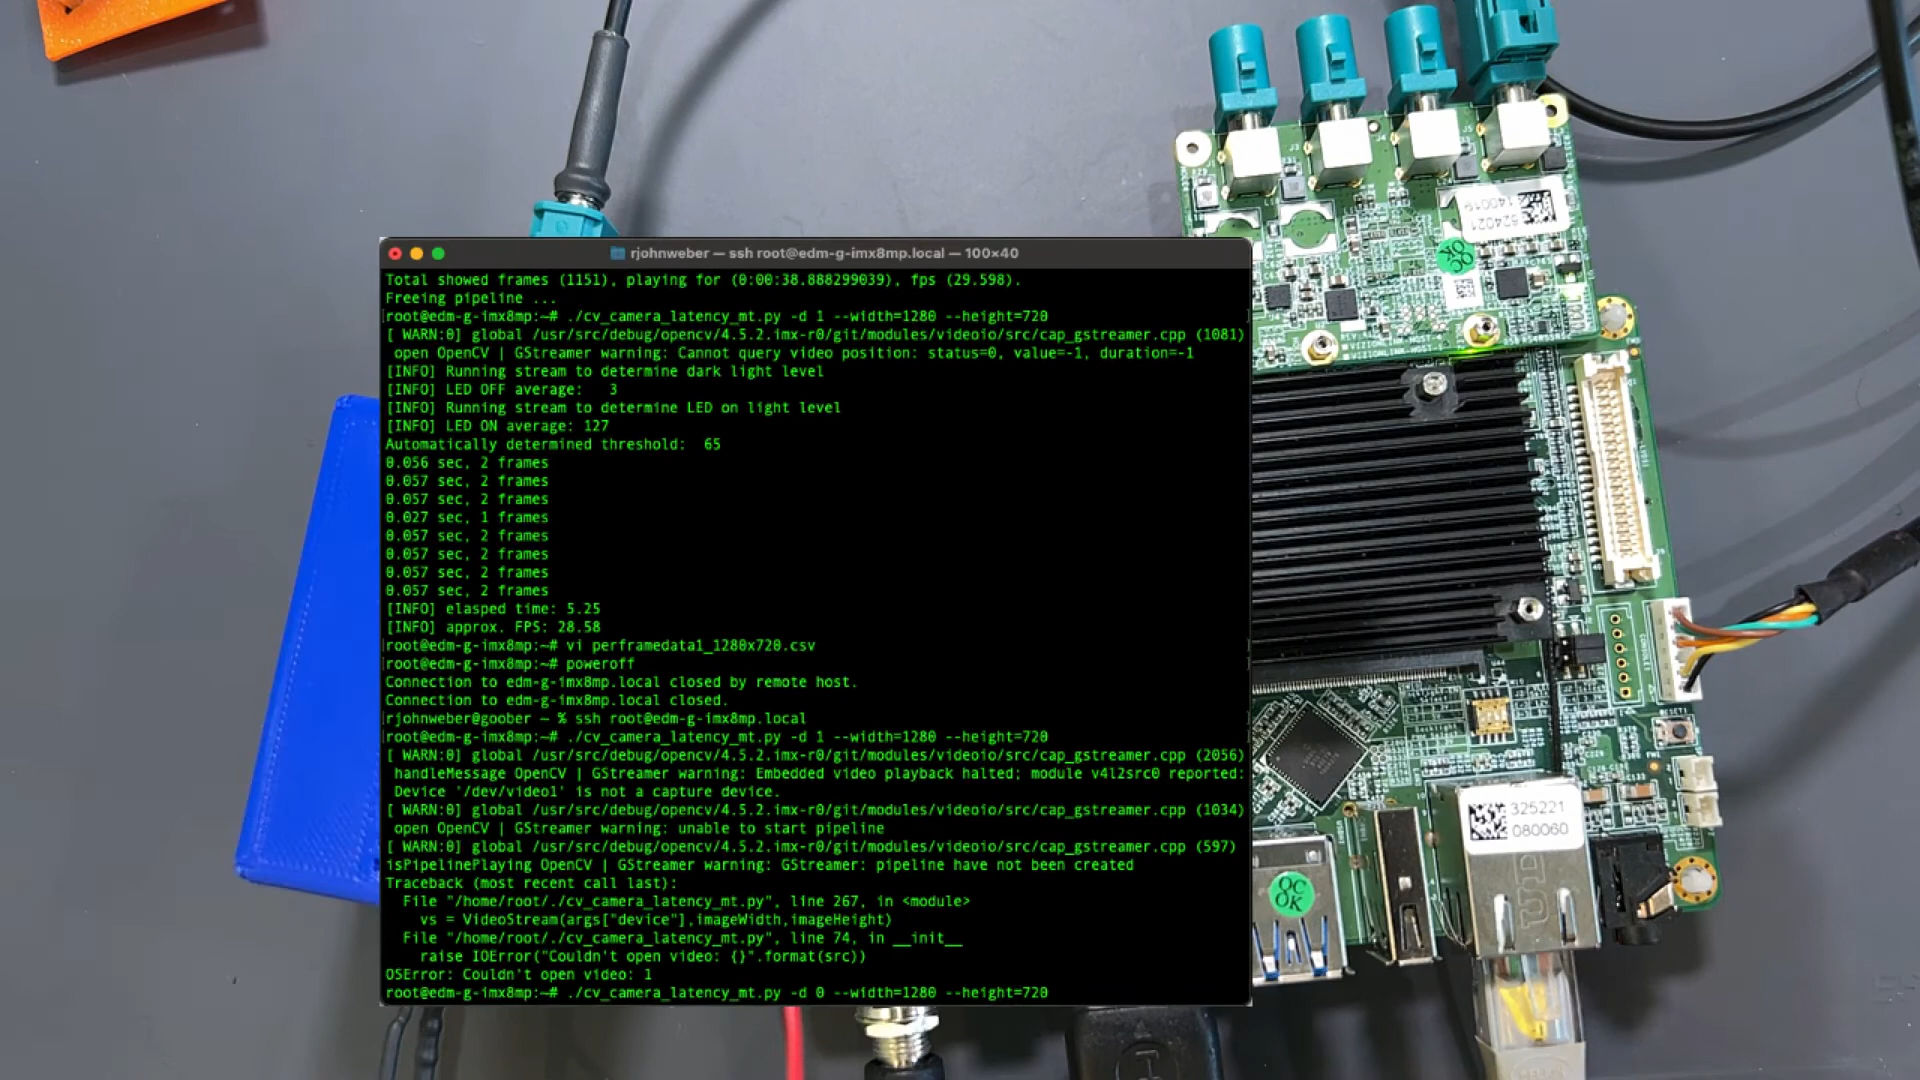 rjohnweber — ssh root@edm-g-imx8mp.local — 100×40
Total showed frames (1151), playing for (0:00:38.888299039), fps (29.598).
Freeing pipeline ...
root@edm-g-imx8mp:~# ./cv_camera_latency_mt.py -d 1 --width=1280 --height=720
[ WARN:0] global /usr/src/debug/opencv/4.5.2.imx-r0/git/modules/videoio/src/cap_gstreamer.cpp (1081)
open OpenCV | GStreamer warning: Cannot query video position: status=0, value=-1, duration=-1
[INFO] Running stream to determine dark light level
[INFO] LED OFF average:   3
[INFO] Running stream to determine LED on light level
[INFO] LED ON average: 127
Automatically determined threshold:  65
0.056 sec, 2 frames
0.057 sec, 2 frames
0.057 sec, 2 frames
0.027 sec, 1 frames
0.057 sec, 2 frames
0.057 sec, 2 frames
0.057 sec, 2 frames
0.057 sec, 2 frames
[INFO] elasped time: 5.25
[INFO] approx. FPS: 28.58
root@edm-g-imx8mp:~# vi perframedata1_1280x720.csv
root@edm-g-imx8mp:~# poweroff
Connection to edm-g-imx8mp.local closed by remote host.
Connection to edm-g-imx8mp.local closed.
rjohnweber@goober ~ % ssh root@edm-g-imx8mp.local
root@edm-g-imx8mp:~# ./cv_camera_latency_mt.py -d 1 --width=1280 --height=720
[ WARN:0] global /usr/src/debug/opencv/4.5.2.imx-r0/git/modules/videoio/src/cap_gstreamer.cpp (2056)
handleMessage OpenCV | GStreamer warning: Embedded video playback halted; module v4l2src0 reported:
Device '/dev/video1' is not a capture device.
[ WARN:0] global /usr/src/debug/opencv/4.5.2.imx-r0/git/modules/videoio/src/cap_gstreamer.cpp (1034)
open OpenCV | GStreamer warning: unable to start pipeline
[ WARN:0] global /usr/src/debug/opencv/4.5.2.imx-r0/git/modules/videoio/src/cap_gstreamer.cpp (597)
isPipelinePlaying OpenCV | GStreamer warning: GStreamer: pipeline have not been created
Traceback (most recent call last):
  File "/home/root/./cv_camera_latency_mt.py", line 267, in <module>
    vs = VideoStream(args["device"],imageWidth,imageHeight)
  File "/home/root/./cv_camera_latency_mt.py", line 74, in __init__
    raise IOError("Couldn't open video: {}".format(src))
OSError: Couldn't open video: 1
root@edm-g-imx8mp:~# ./cv_camera_latency_mt.py -d 0 --width=1280 --height=720
624021
140019
QC
OK
RESET1
325221
080060
QC
OK